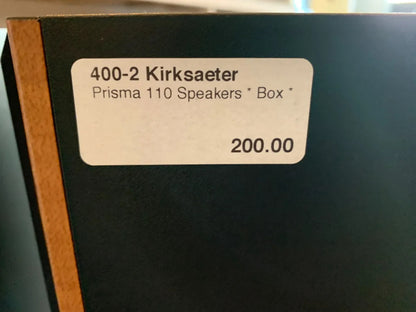 400-2 Kirksaeter
Prisma 110 Speakers * Box *
200.00